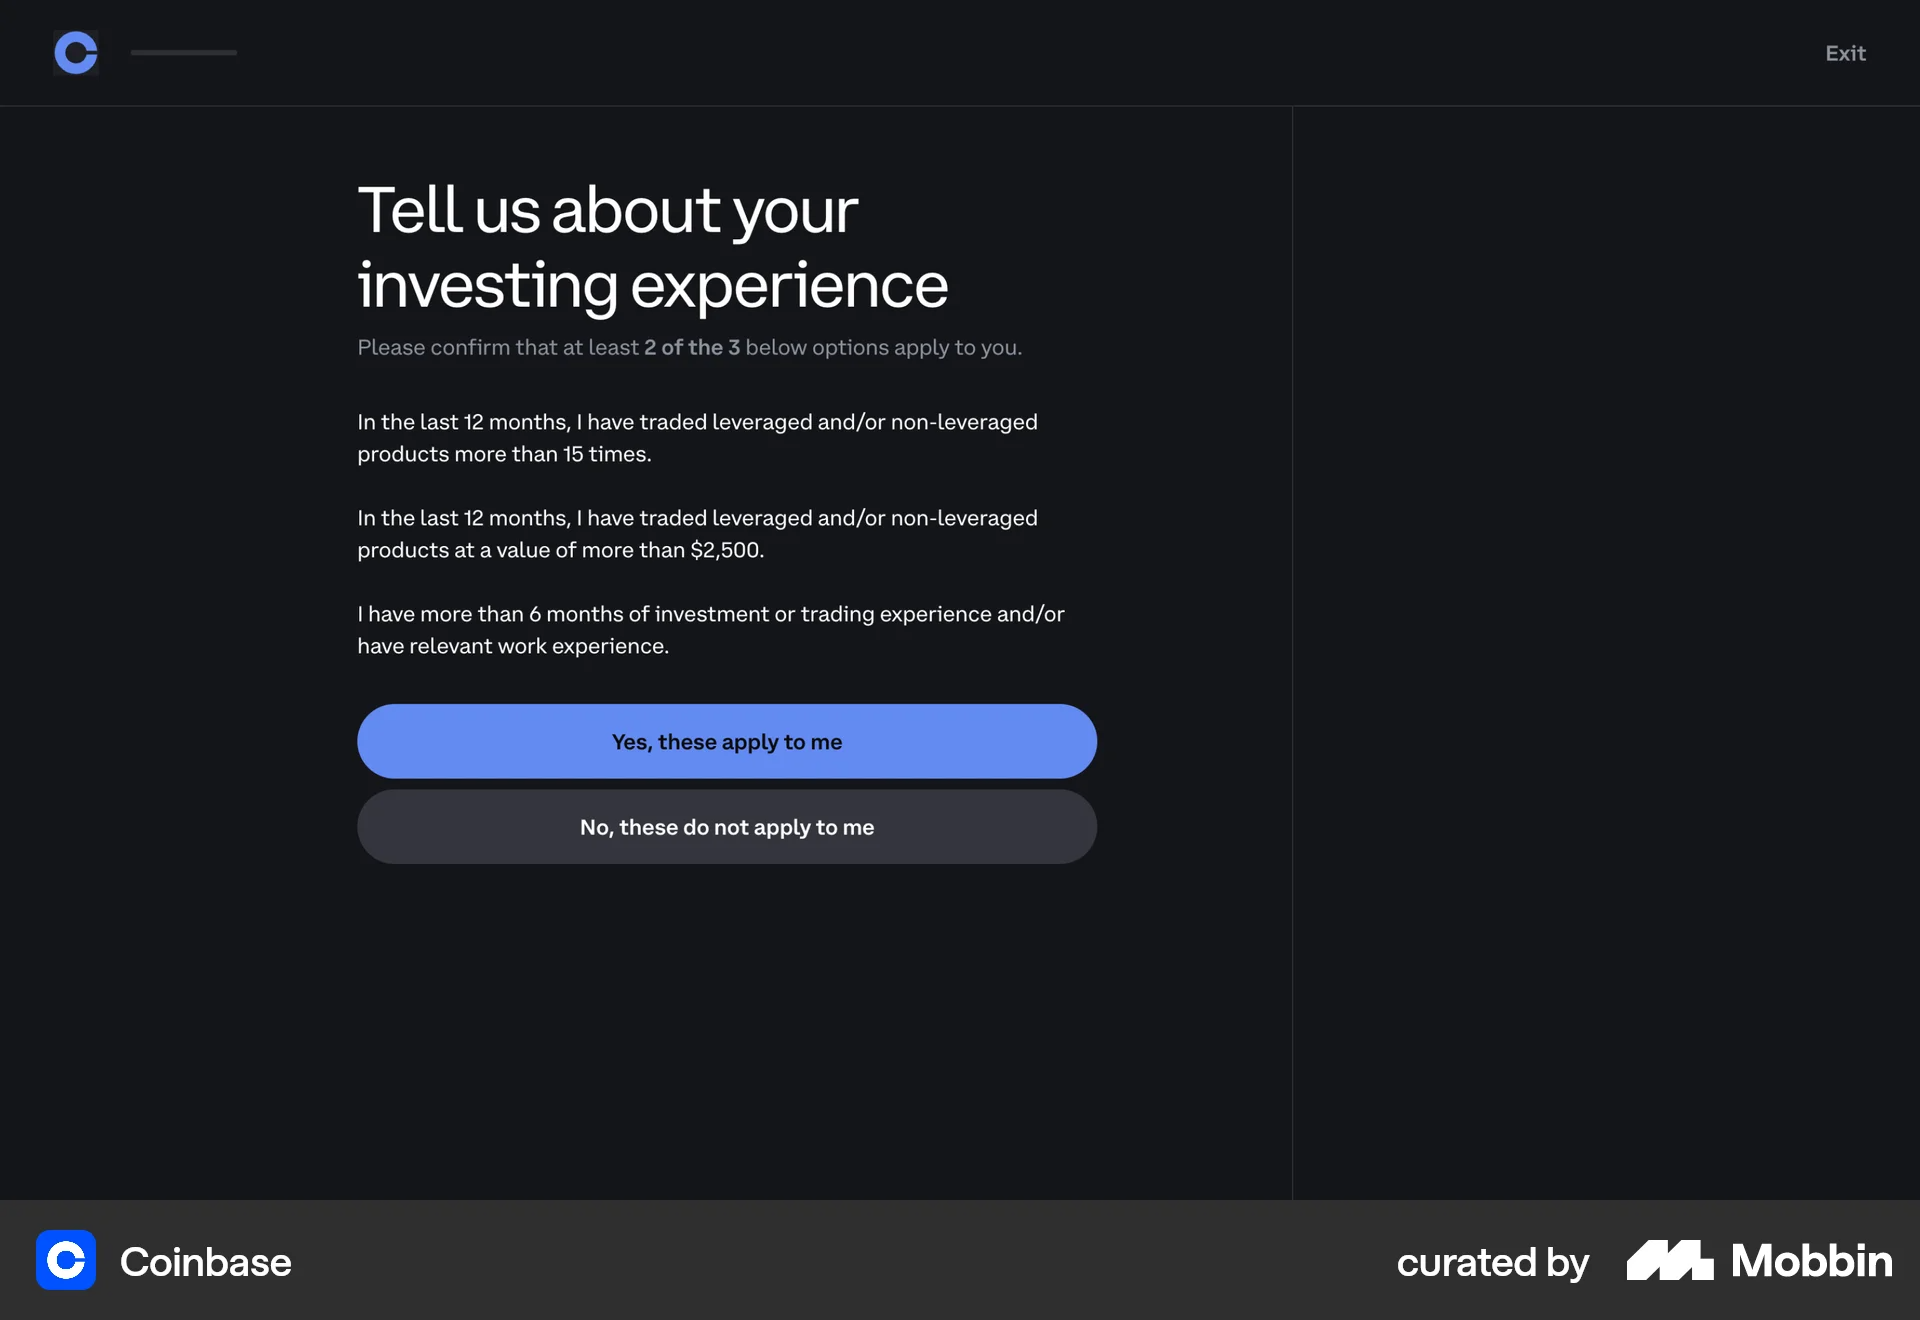 Exit
Tell us about your
investing experience
Please confirm that at least 2 of the 3 below options apply to you.
In the last 12 months, I have traded leveraged and/or non-leveraged
products more than 15 times.
In the last 12 months, I have traded leveraged and/or non-leveraged
products at a value of more than $2,500.
I have more than 6 months of investment or trading experience and/or
have relevant work experience.
Yes, these apply to me
No, these do not apply to me
Coinbase
curated by Mobbin